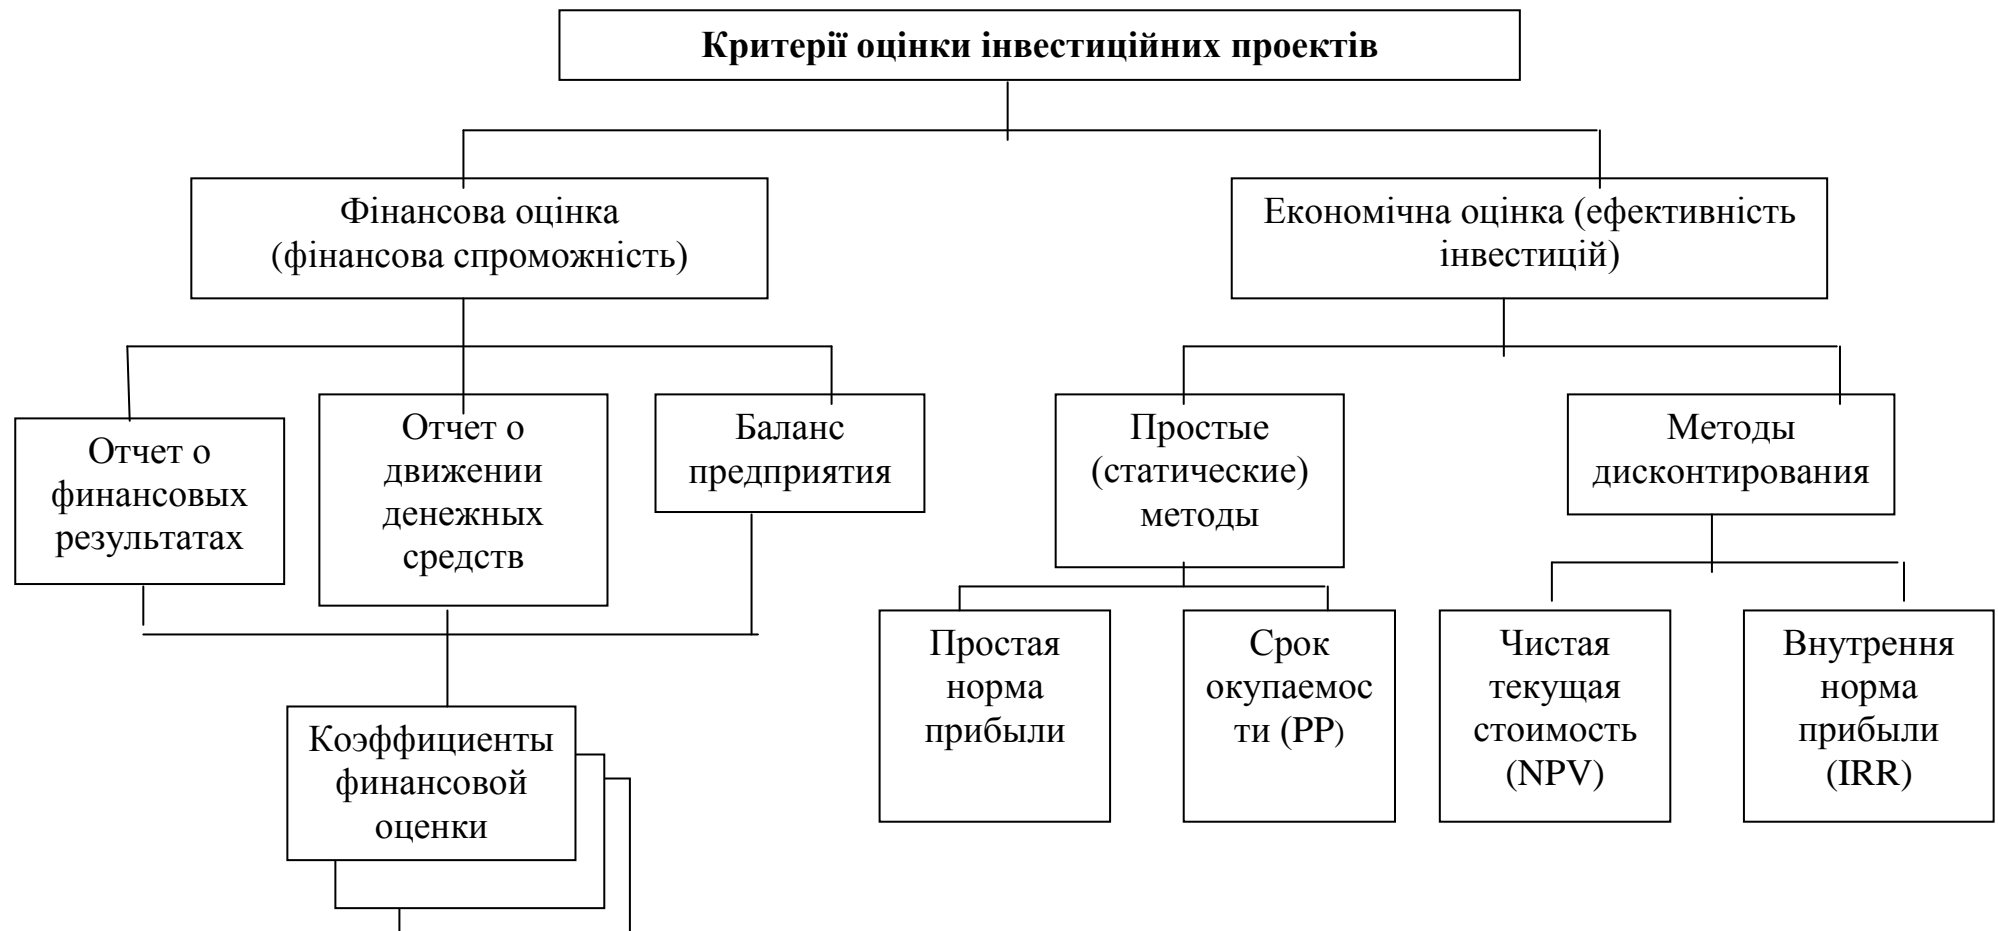 Критерії оцінки інвестиційних проектів
Фінансова оцінка
(фінансова спроможність)
Економічна оцінка (ефективність
інвестицій)
Отчет о
финансовых
результатах
Отчет о
движении
денежных
средств
Баланс
предприятия
Простые
(статические)
методы
Методы
дисконтирования
Простая
норма
прибыли
Срок
окупаемос
ти (PP)
Чистая
текущая
стоимость
(NPV)
Внутрення
норма
прибыли
(IRR)
Коэффициенты
финансовой
оценки